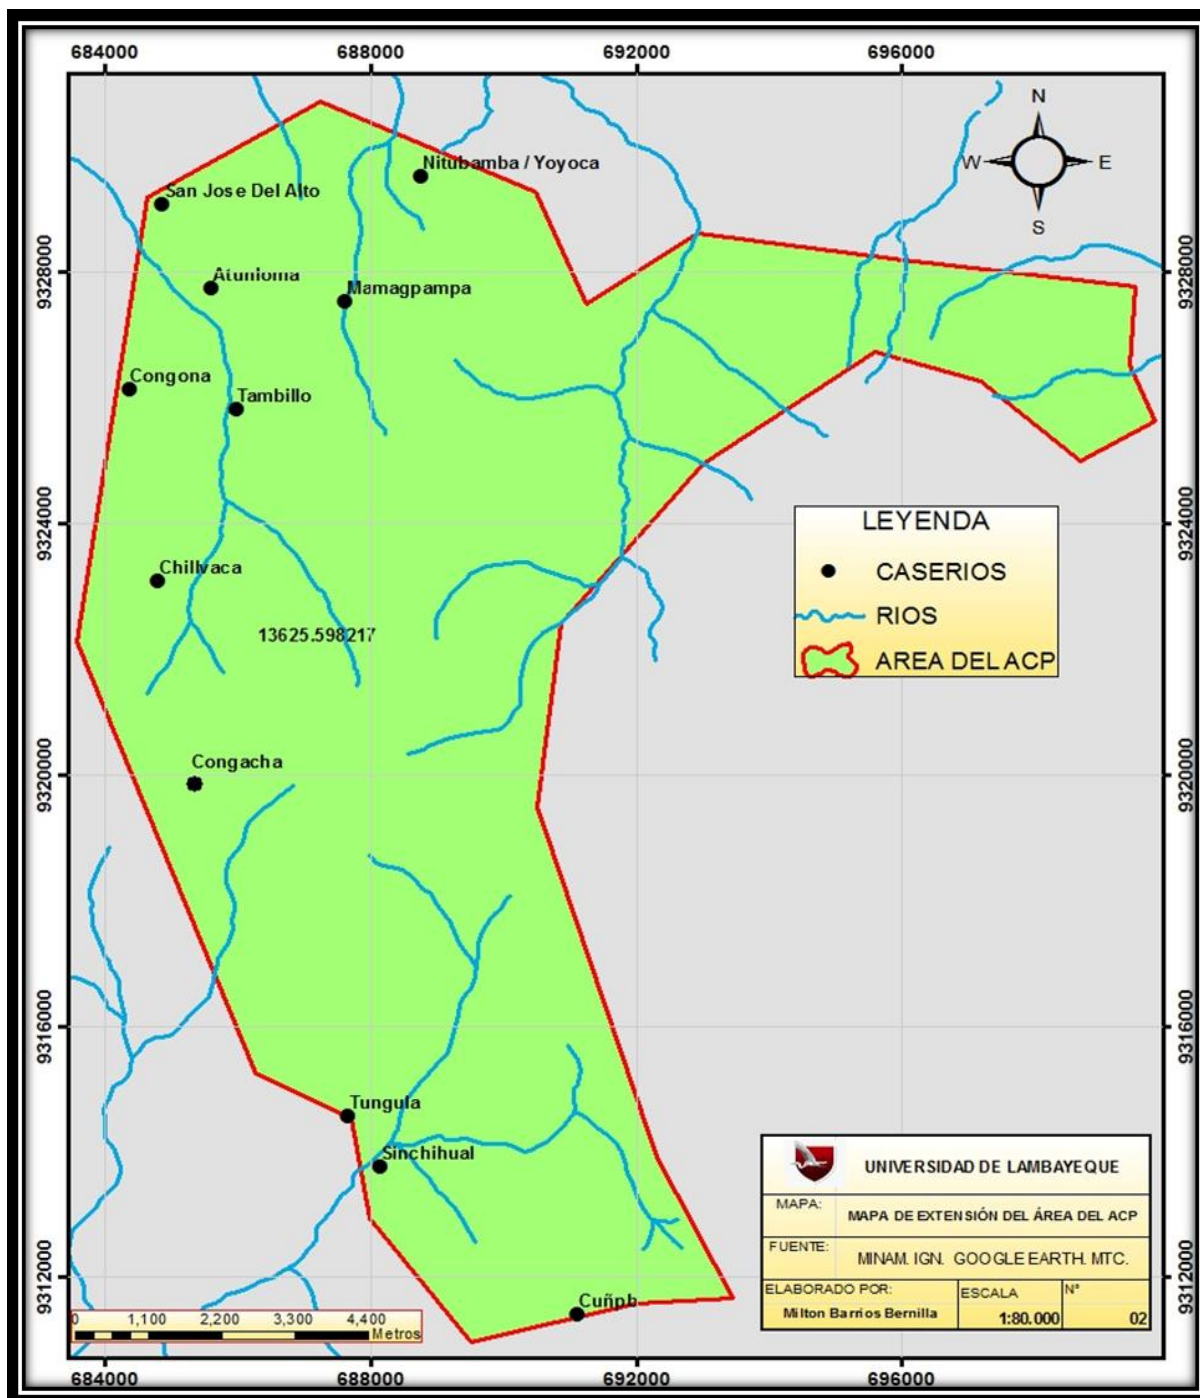 684000 688000 692000 696000
N
W E
S
Nitubamba / Yoyoca
San Jose Del Alto
9328000 9328000
Atunloma
Mamagpampa
Congona
Tambillo
9324000 9324000
LEYENDA
CASERIOS
RIOS
AREA DEL ACP
Chillvaca
13625.598217
9320000 9320000
Congacha
9316000 9316000
Tungula
Sinchihual
UNIVERSIDAD DE LAMBAYEQUE
MAPA: MAPA DE EXTENSIÓN DEL ÁREA DEL ACP
FUENTE: MINAM. IGN. GOOGLE EARTH. MTC.
ELABORADO POR: ESCALA N°
Milton Barrios Bernilla 1:80.000 02
9312000 9312000
Cuñpb
0 1,100 2,200 3,300 4,400
Metros
684000 688000 692000 696000